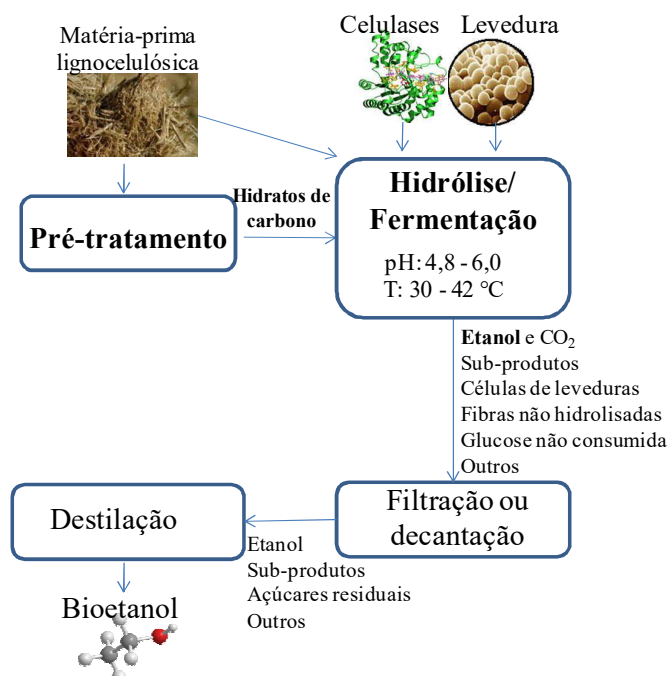 Matéria-prima
lignocelulósica
Celulases
Levedura
Pré-tratamento
Hidratos de
carbono
Hidrólise/
Fermentação
pH: 4,8 - 6,0
T: 30 - 42 °C
Etanol e CO₂
Sub-produtos
Células de leveduras
Fibras não hidrolisadas
Glucose não consumida
Outros
Filtração ou
decantação
Etanol
Sub-produtos
Açúcares residuais
Outros
Destilação
Bioetanol